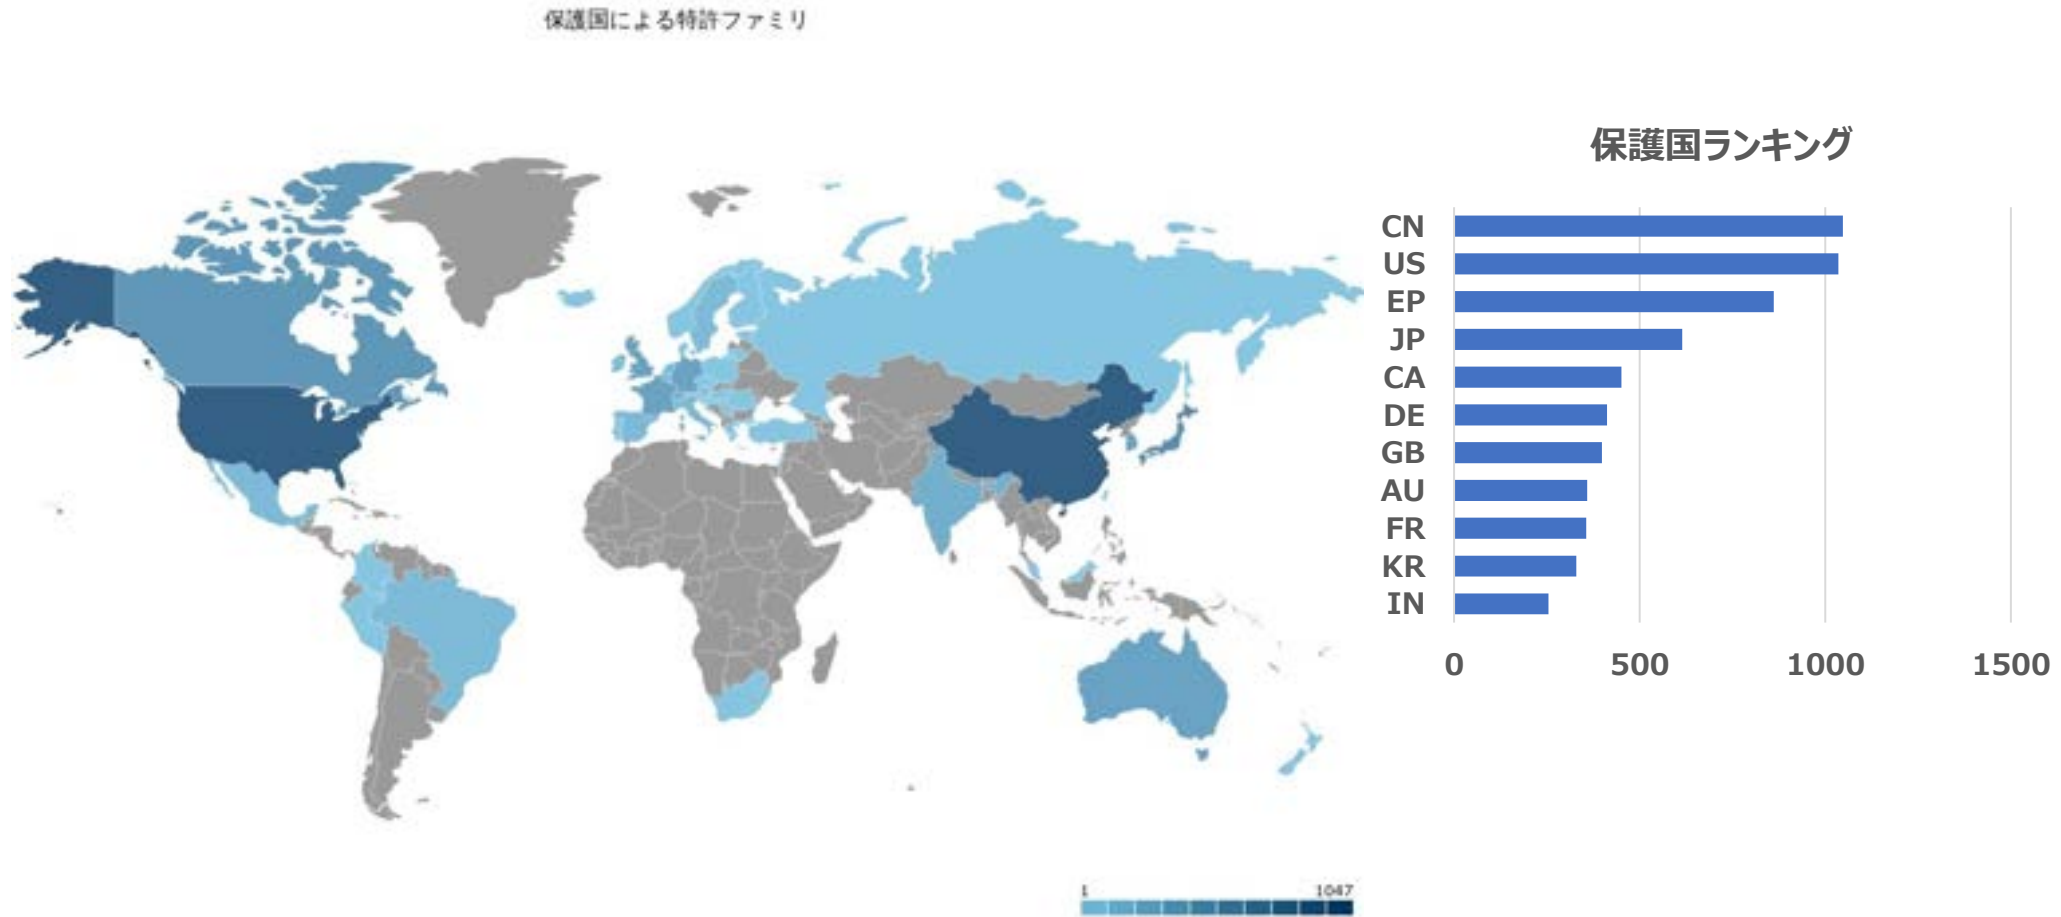 保護国による特許ファミリ
保護国ランキング
CN
US
EP
JP
CA
DE
GB
AU
FR
KR
IN
0 500 1000 1500
1 1047